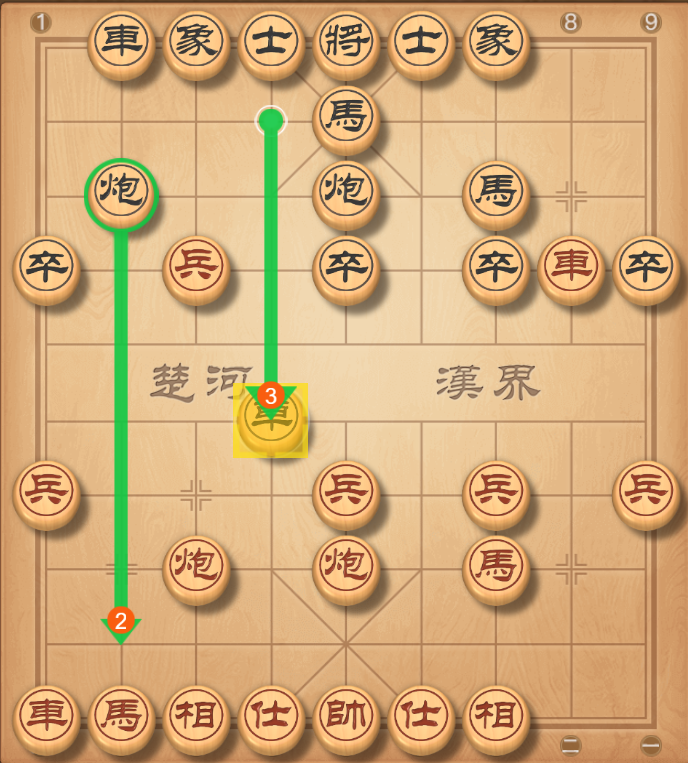 1 車 象 士 將 士 象 8 9
馬
炮 炮 馬
卒 兵 卒 卒 車 卒
楚河 漢界
3
車
兵 兵 兵 兵
炮 炮 馬
2
車 馬 相 仕 帥 仕 相 二 一